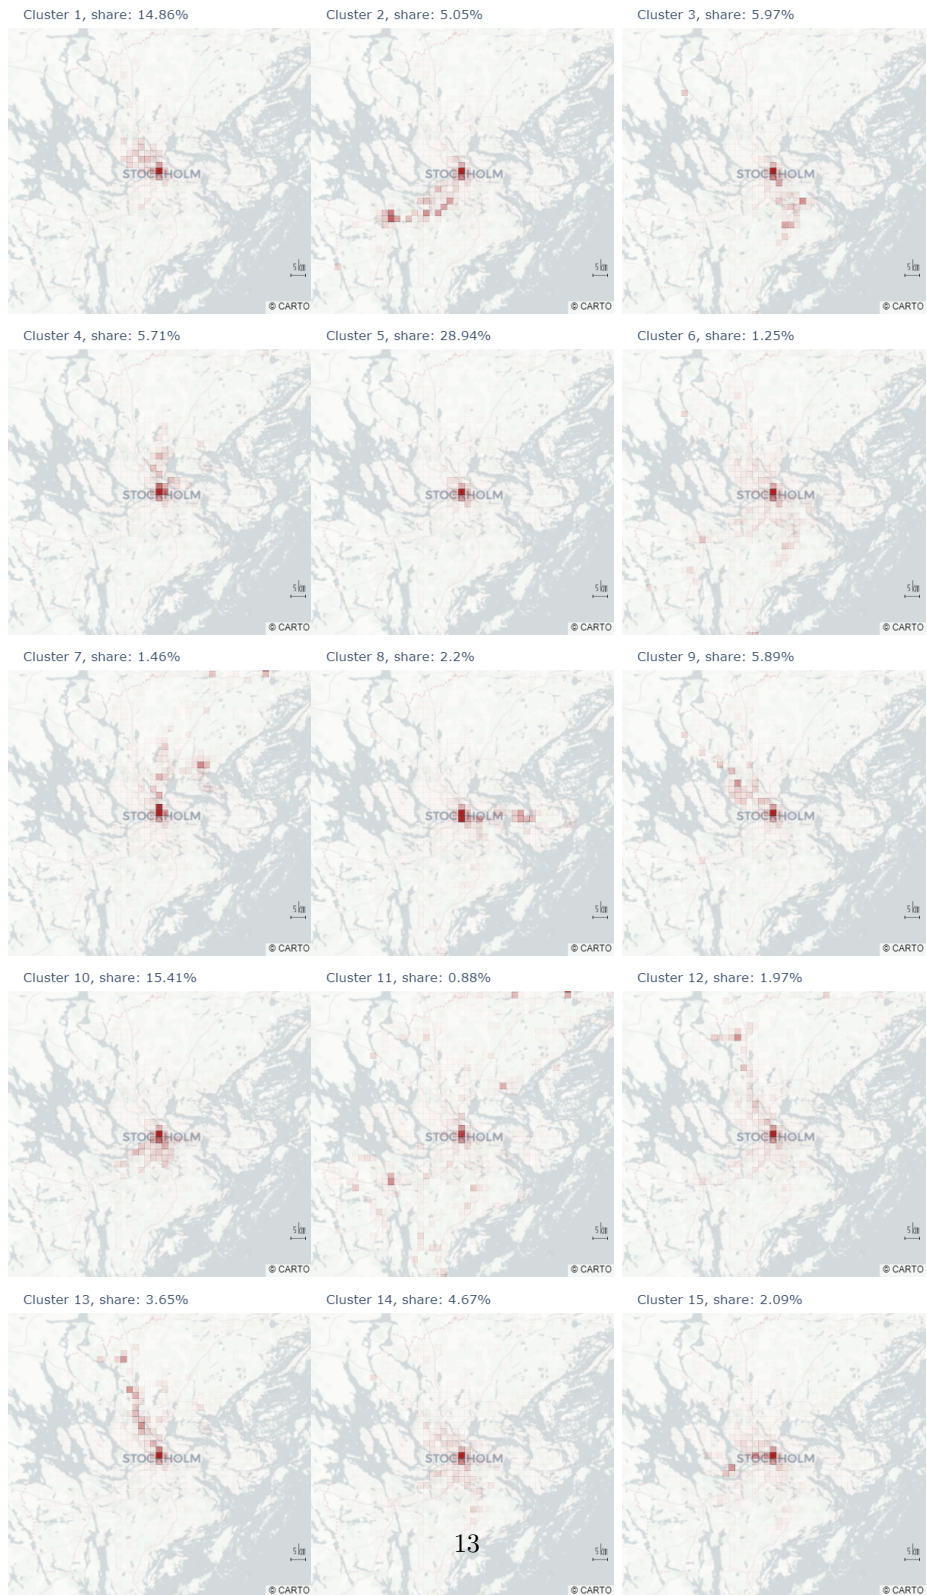 Cluster 1, share: 14.86%
Cluster 2, share: 5.05%
Cluster 3, share: 5.97%
STOCKHOLM
STOCKHOLM
STOCKHOLM
5 km
5 km
5 km
© CARTO
© CARTO
© CARTO
Cluster 4, share: 5.71%
Cluster 5, share: 28.94%
Cluster 6, share: 1.25%
STOCKHOLM
STOCKHOLM
STOCKHOLM
5 km
5 km
5 km
© CARTO
© CARTO
© CARTO
Cluster 7, share: 1.46%
Cluster 8, share: 2.2%
Cluster 9, share: 5.89%
STOCKHOLM
STOCKHOLM
STOCKHOLM
5 km
5 km
5 km
© CARTO
© CARTO
© CARTO
Cluster 10, share: 15.41%
Cluster 11, share: 0.88%
Cluster 12, share: 1.97%
STOCKHOLM
STOCKHOLM
STOCKHOLM
5 km
5 km
5 km
© CARTO
© CARTO
© CARTO
Cluster 13, share: 3.65%
Cluster 14, share: 4.67%
Cluster 15, share: 2.09%
STOCKHOLM
STOCKHOLM
STOCKHOLM
13
5 km
5 km
5 km
© CARTO
© CARTO
© CARTO